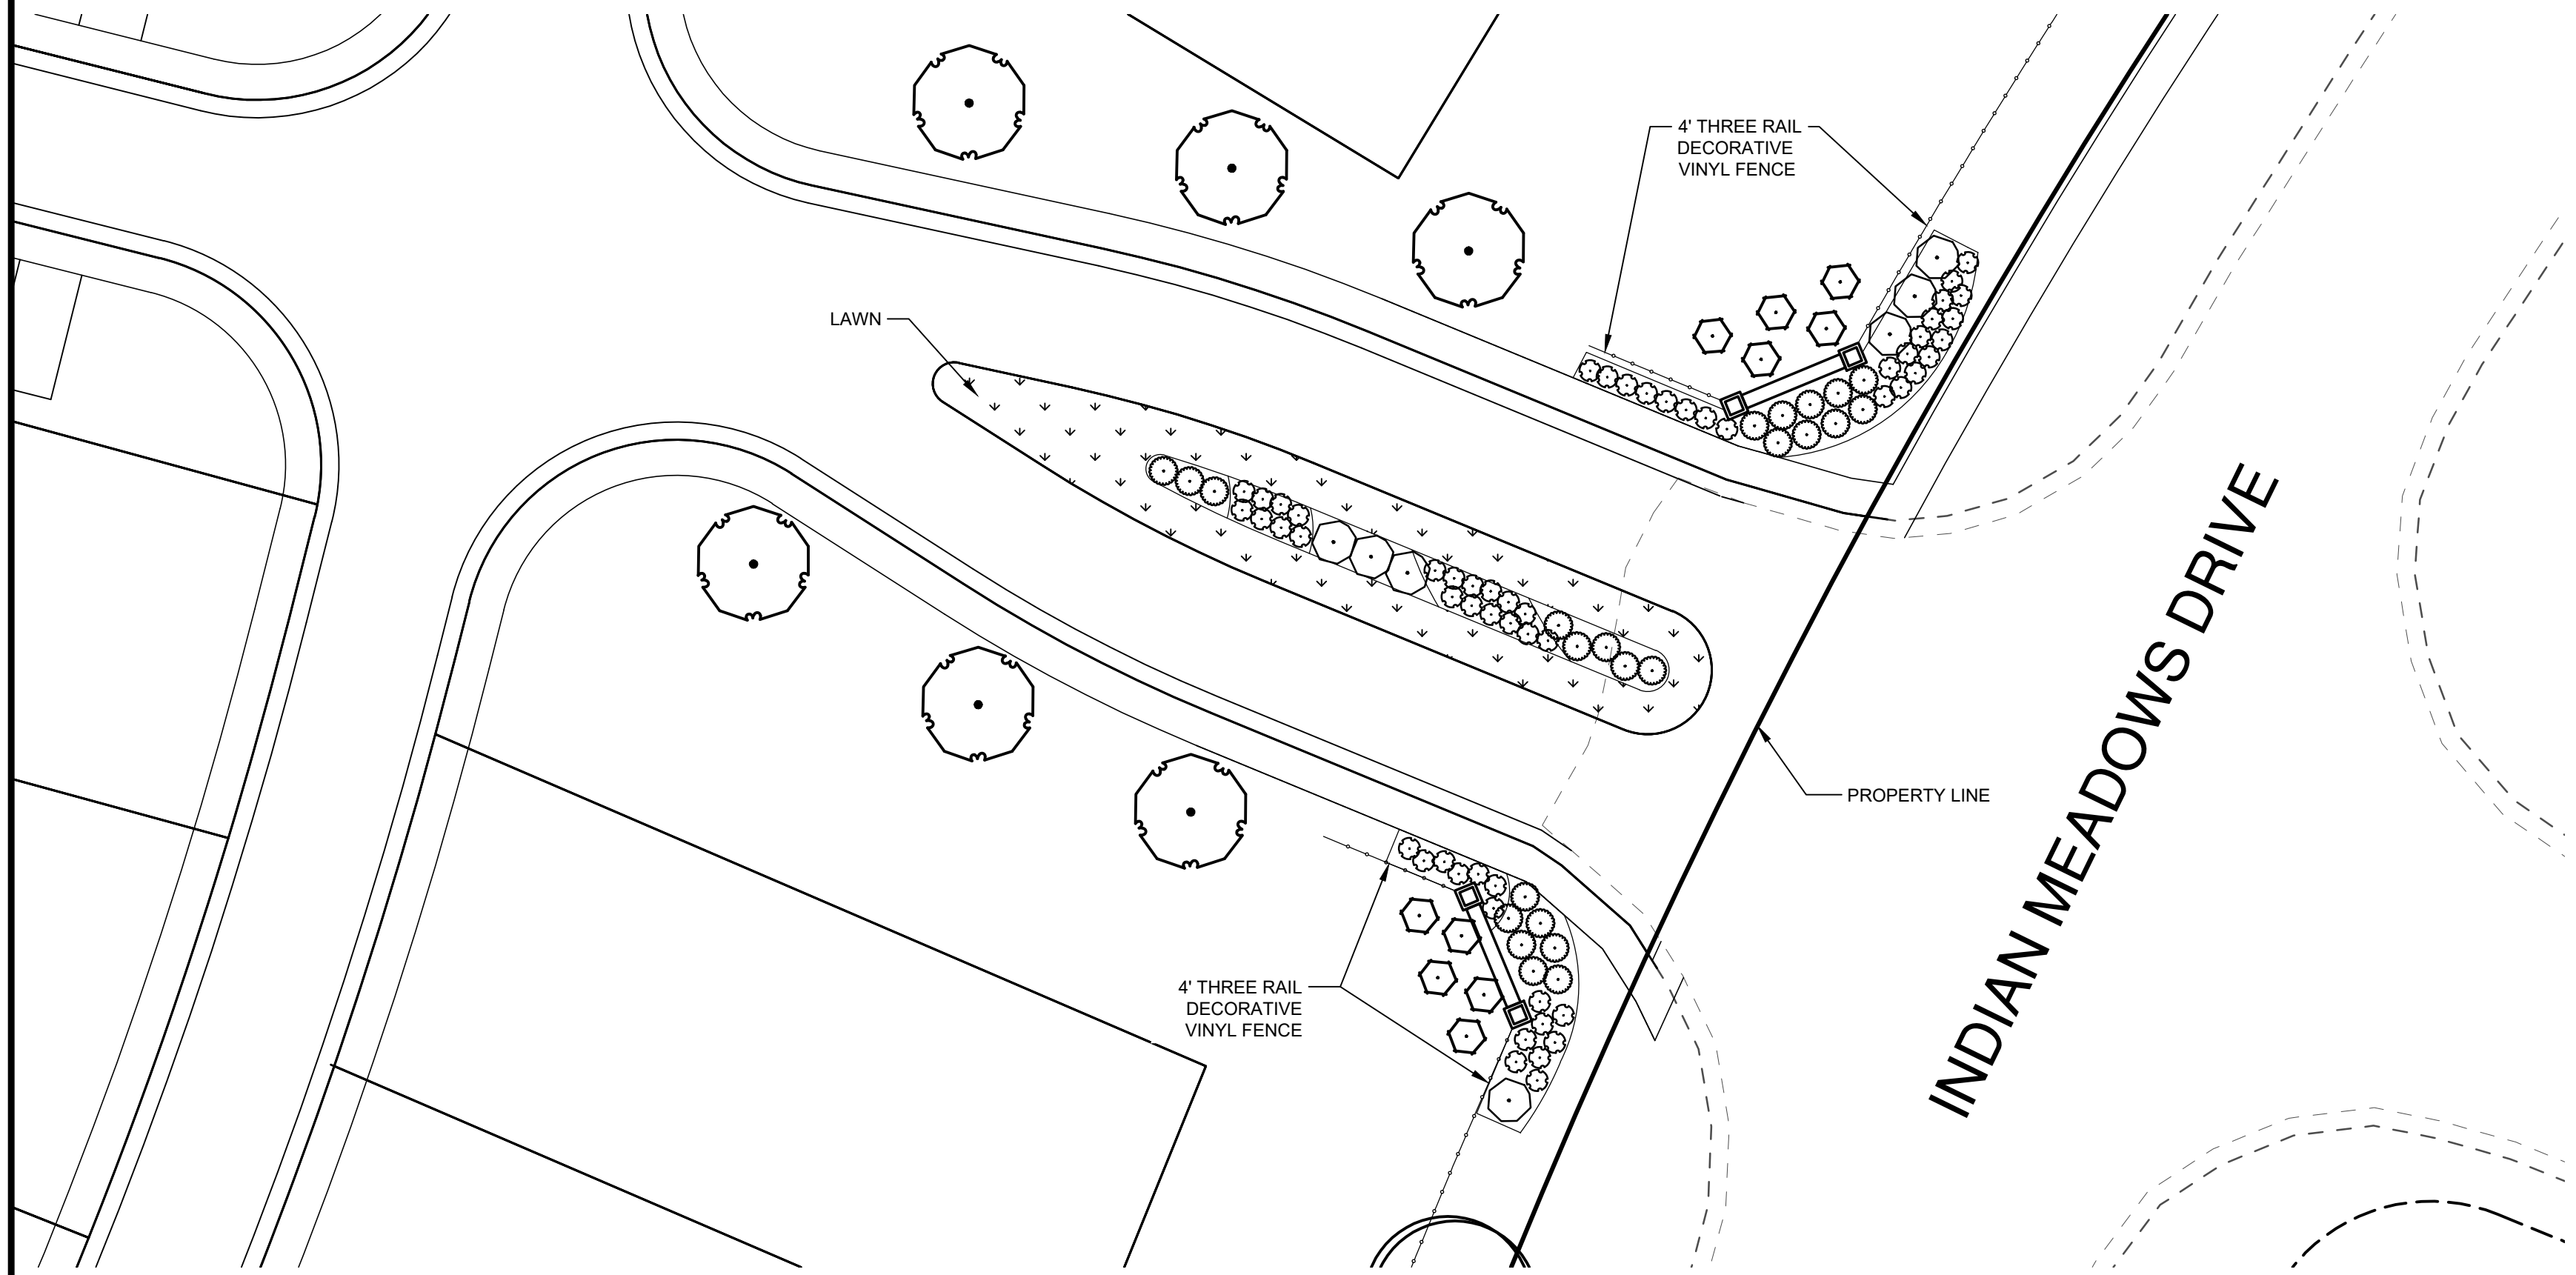 4' THREE RAIL
DECORATIVE
VINYL FENCE
LAWN
INDIAN MEADOWS DRIVE
PROPERTY LINE
4' THREE RAIL
DECORATIVE
VINYL FENCE